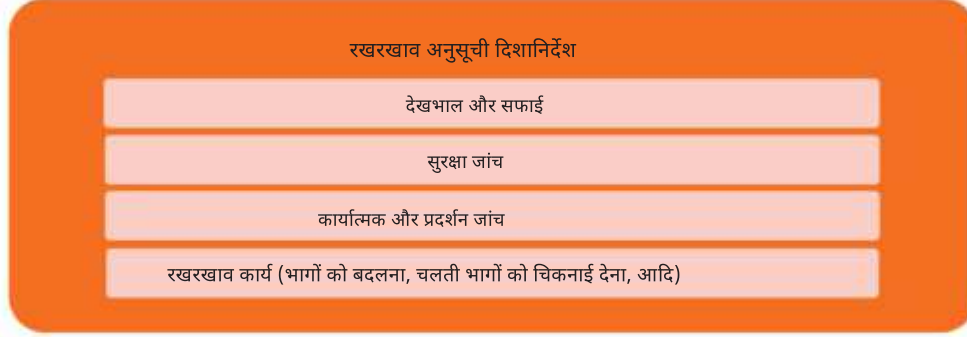 रखरखाव अनुसूची दिशानिर्देश
देखभाल और सफाई
सुरक्षा जांच
कार्यात्मक और प्रदर्शन जांच
रखरखाव कार्य (भागों को बदलना, चलती भागों को चिकनाई देना, आदि)